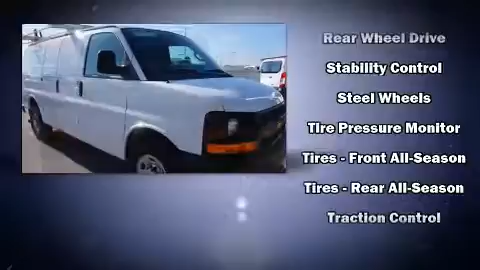 Rear Wheel Drive
Stability Control
Steel Wheels
Tire Pressure Monitor
Tires - Front All-Season
Tires - Rear All-Season
Traction Control